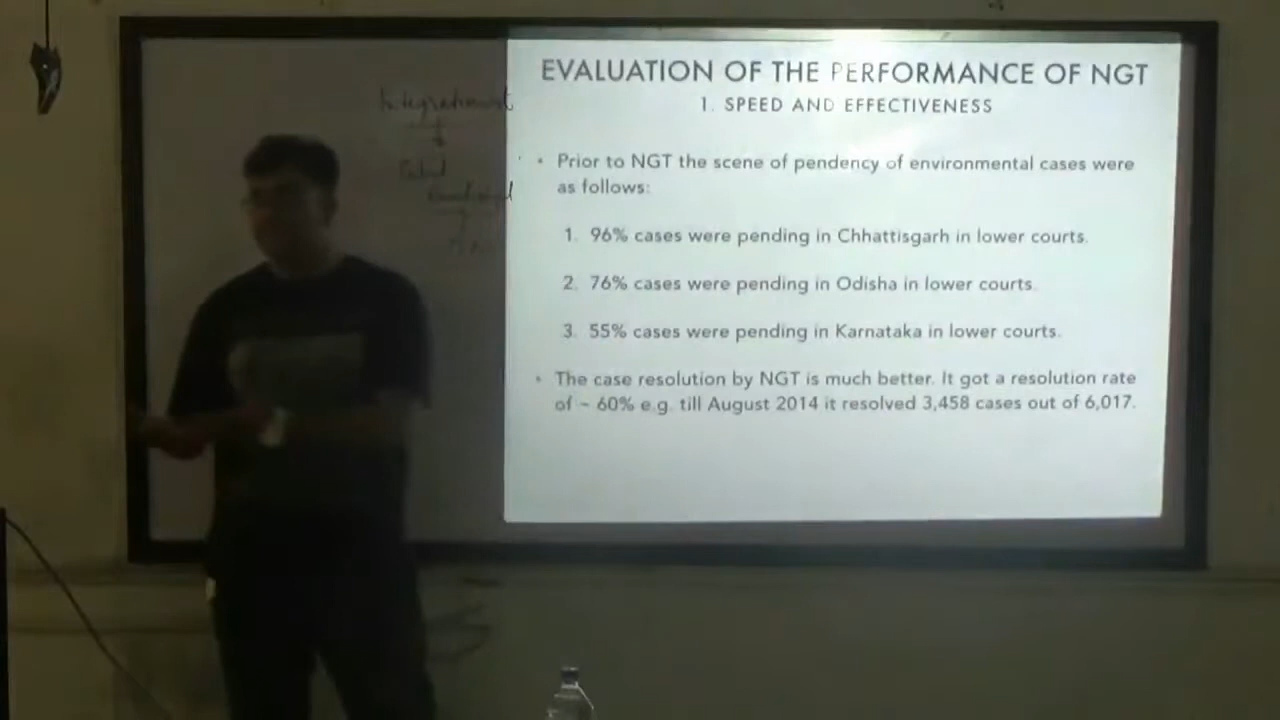 EVALUATION OF THE PERFORMANCE OF NGT
1. SPEED AND EFFECTIVENESS
• Prior to NGT the scene of pendency of environmental cases were
as follows:
1. 96% cases were pending in Chhattisgarh in lower courts.
2. 76% cases were pending in Odisha in lower courts.
3. 55% cases were pending in Karnataka in lower courts.
• The case resolution by NGT is much better. It got a resolution rate
of ~ 60% e.g. till August 2014 it resolved 3,458 cases out of 6,017.